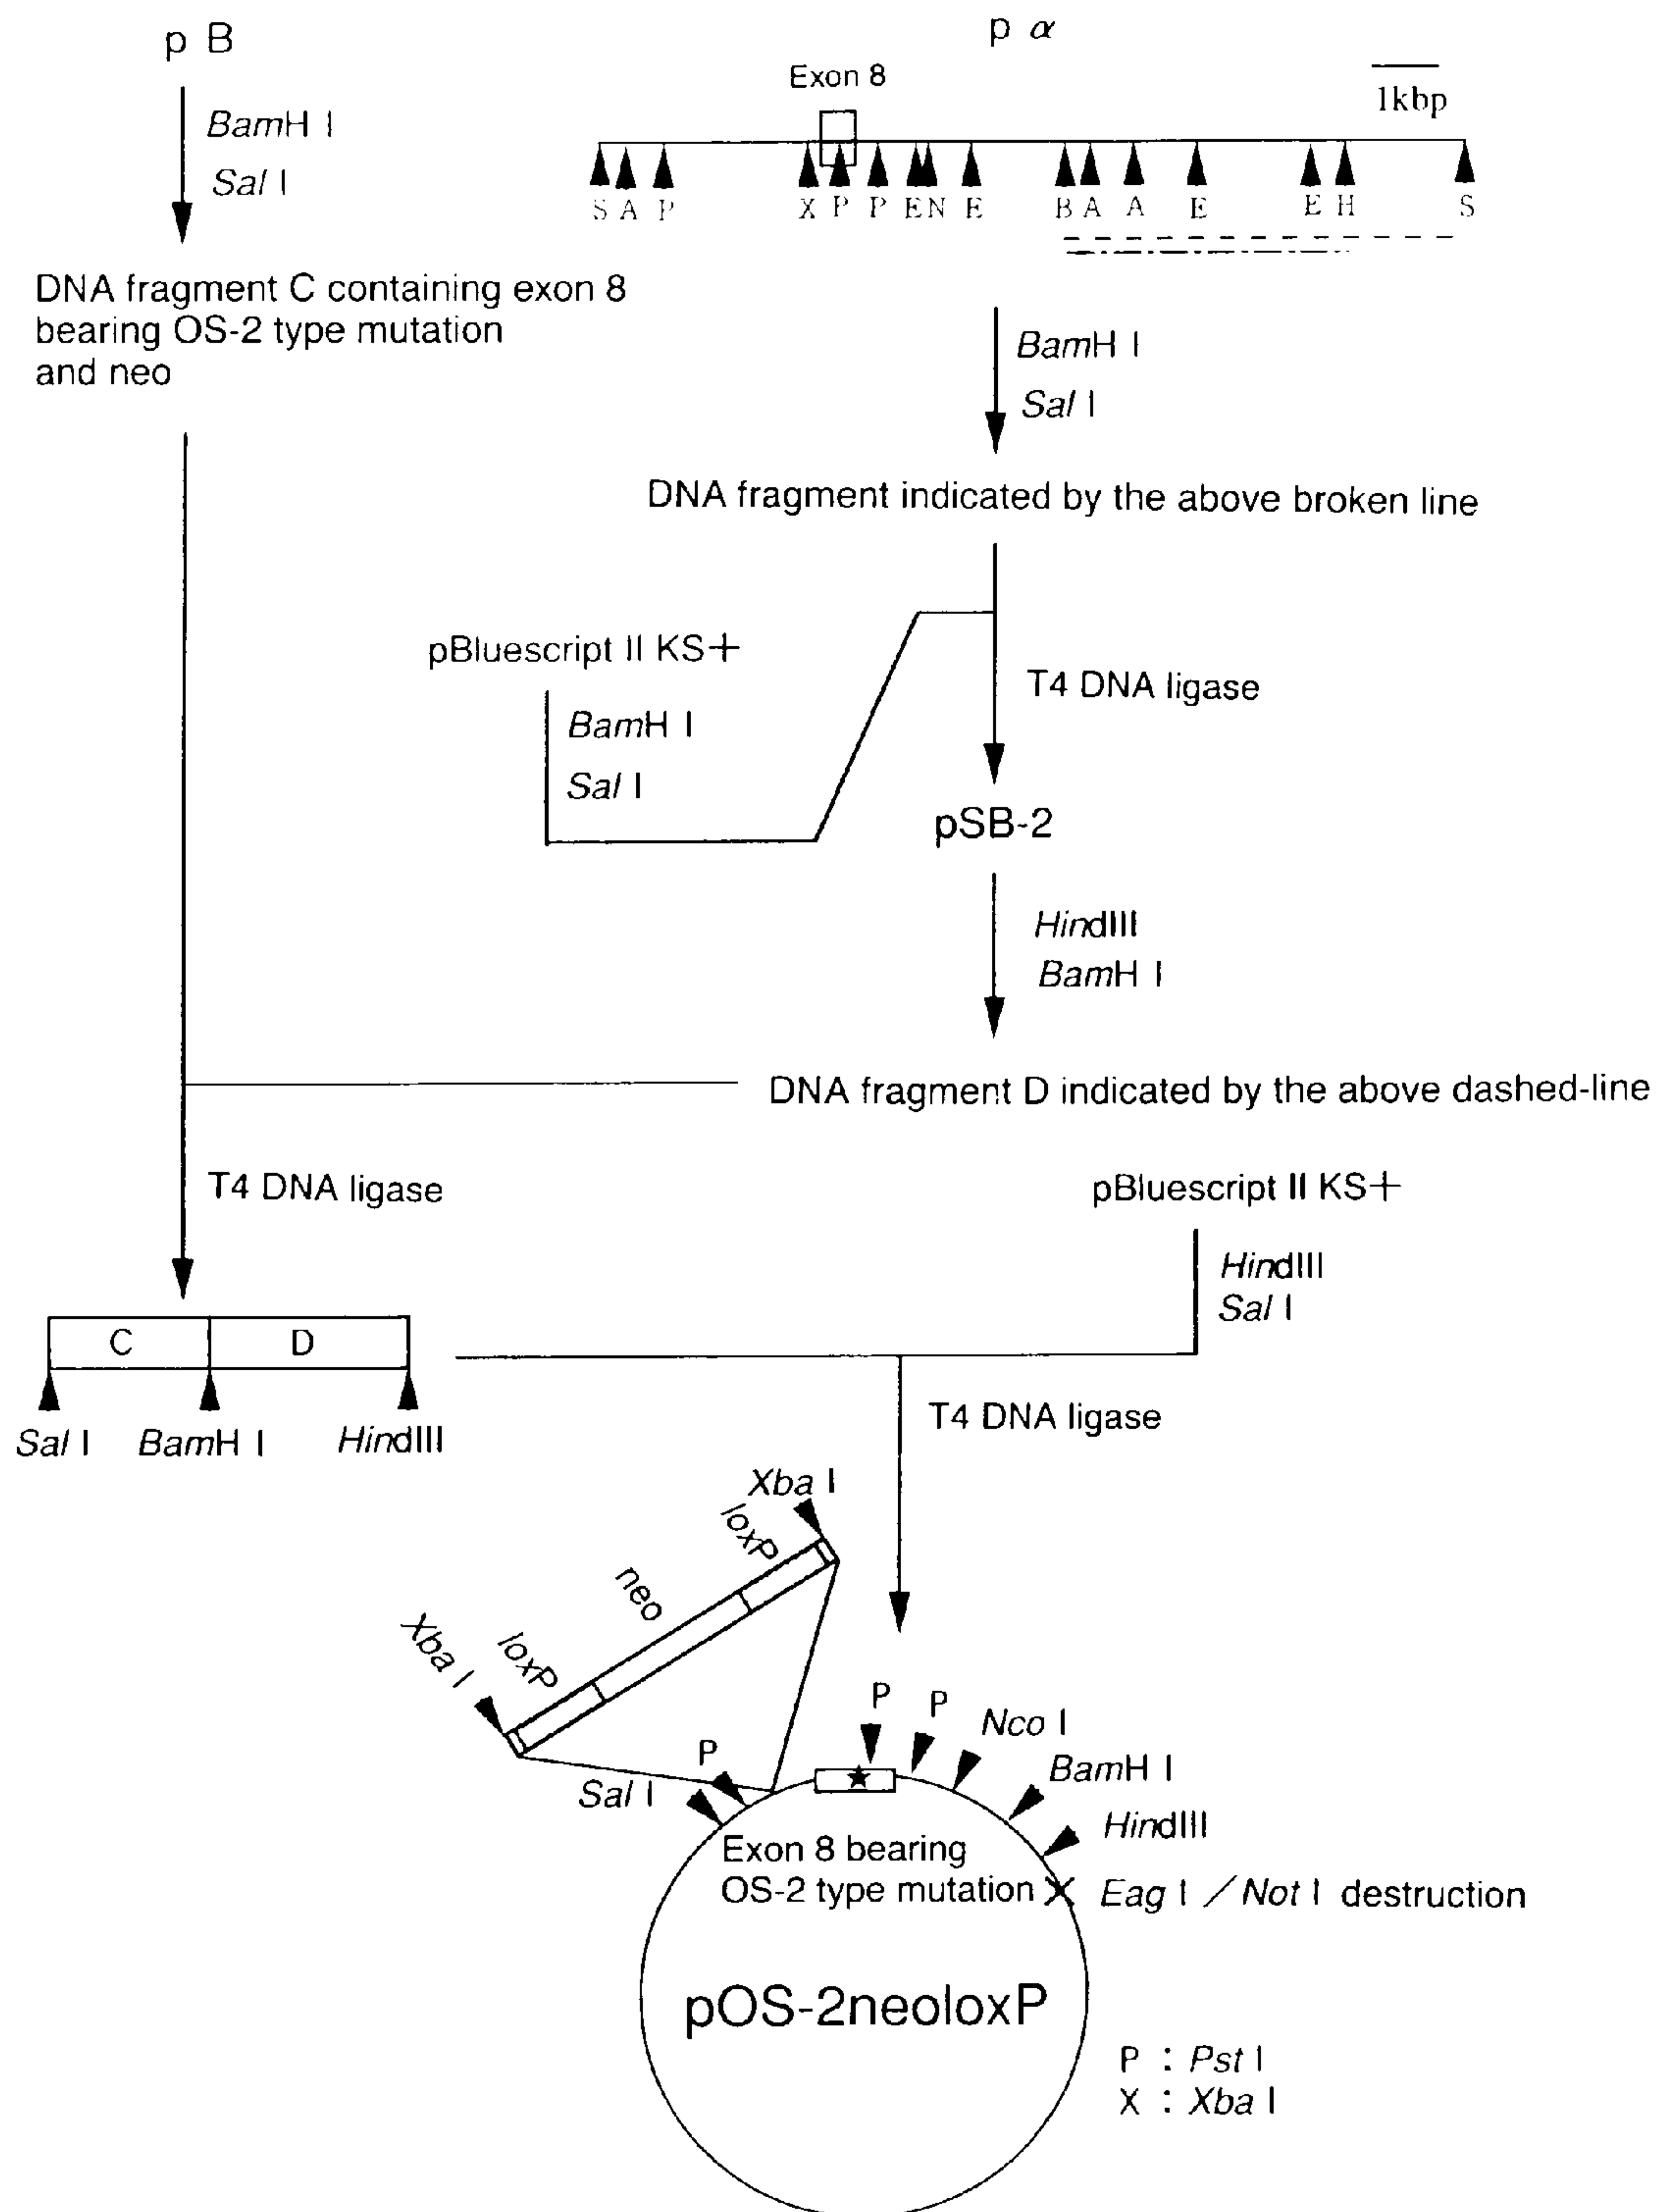 p B
BamH I
Sal I
DNA fragment C containing exon 8
bearing OS-2 type mutation
and neo
p α
Exon 8
1kbp
S A P X P P E N E B A A E E H S
BamH I
Sal I
DNA fragment indicated by the above broken line
pBluescript II KS+
BamH I
Sal I
T4 DNA ligase
pSB-2
HindIII
BamH I
DNA fragment D indicated by the above dashed-line
T4 DNA ligase
pBluescript II KS+
HindIII
Sal I
C D
Sal I BamH I HindIII
T4 DNA ligase
Xba I
loxP
neo
loxP
Xba I
P
Sal I
P
P
Nco I
BamH I
HindIII
Exon 8 bearing
OS-2 type mutation
Eag I / Not I destruction
pOS-2neoloxP
P : Pst I
X : Xba I